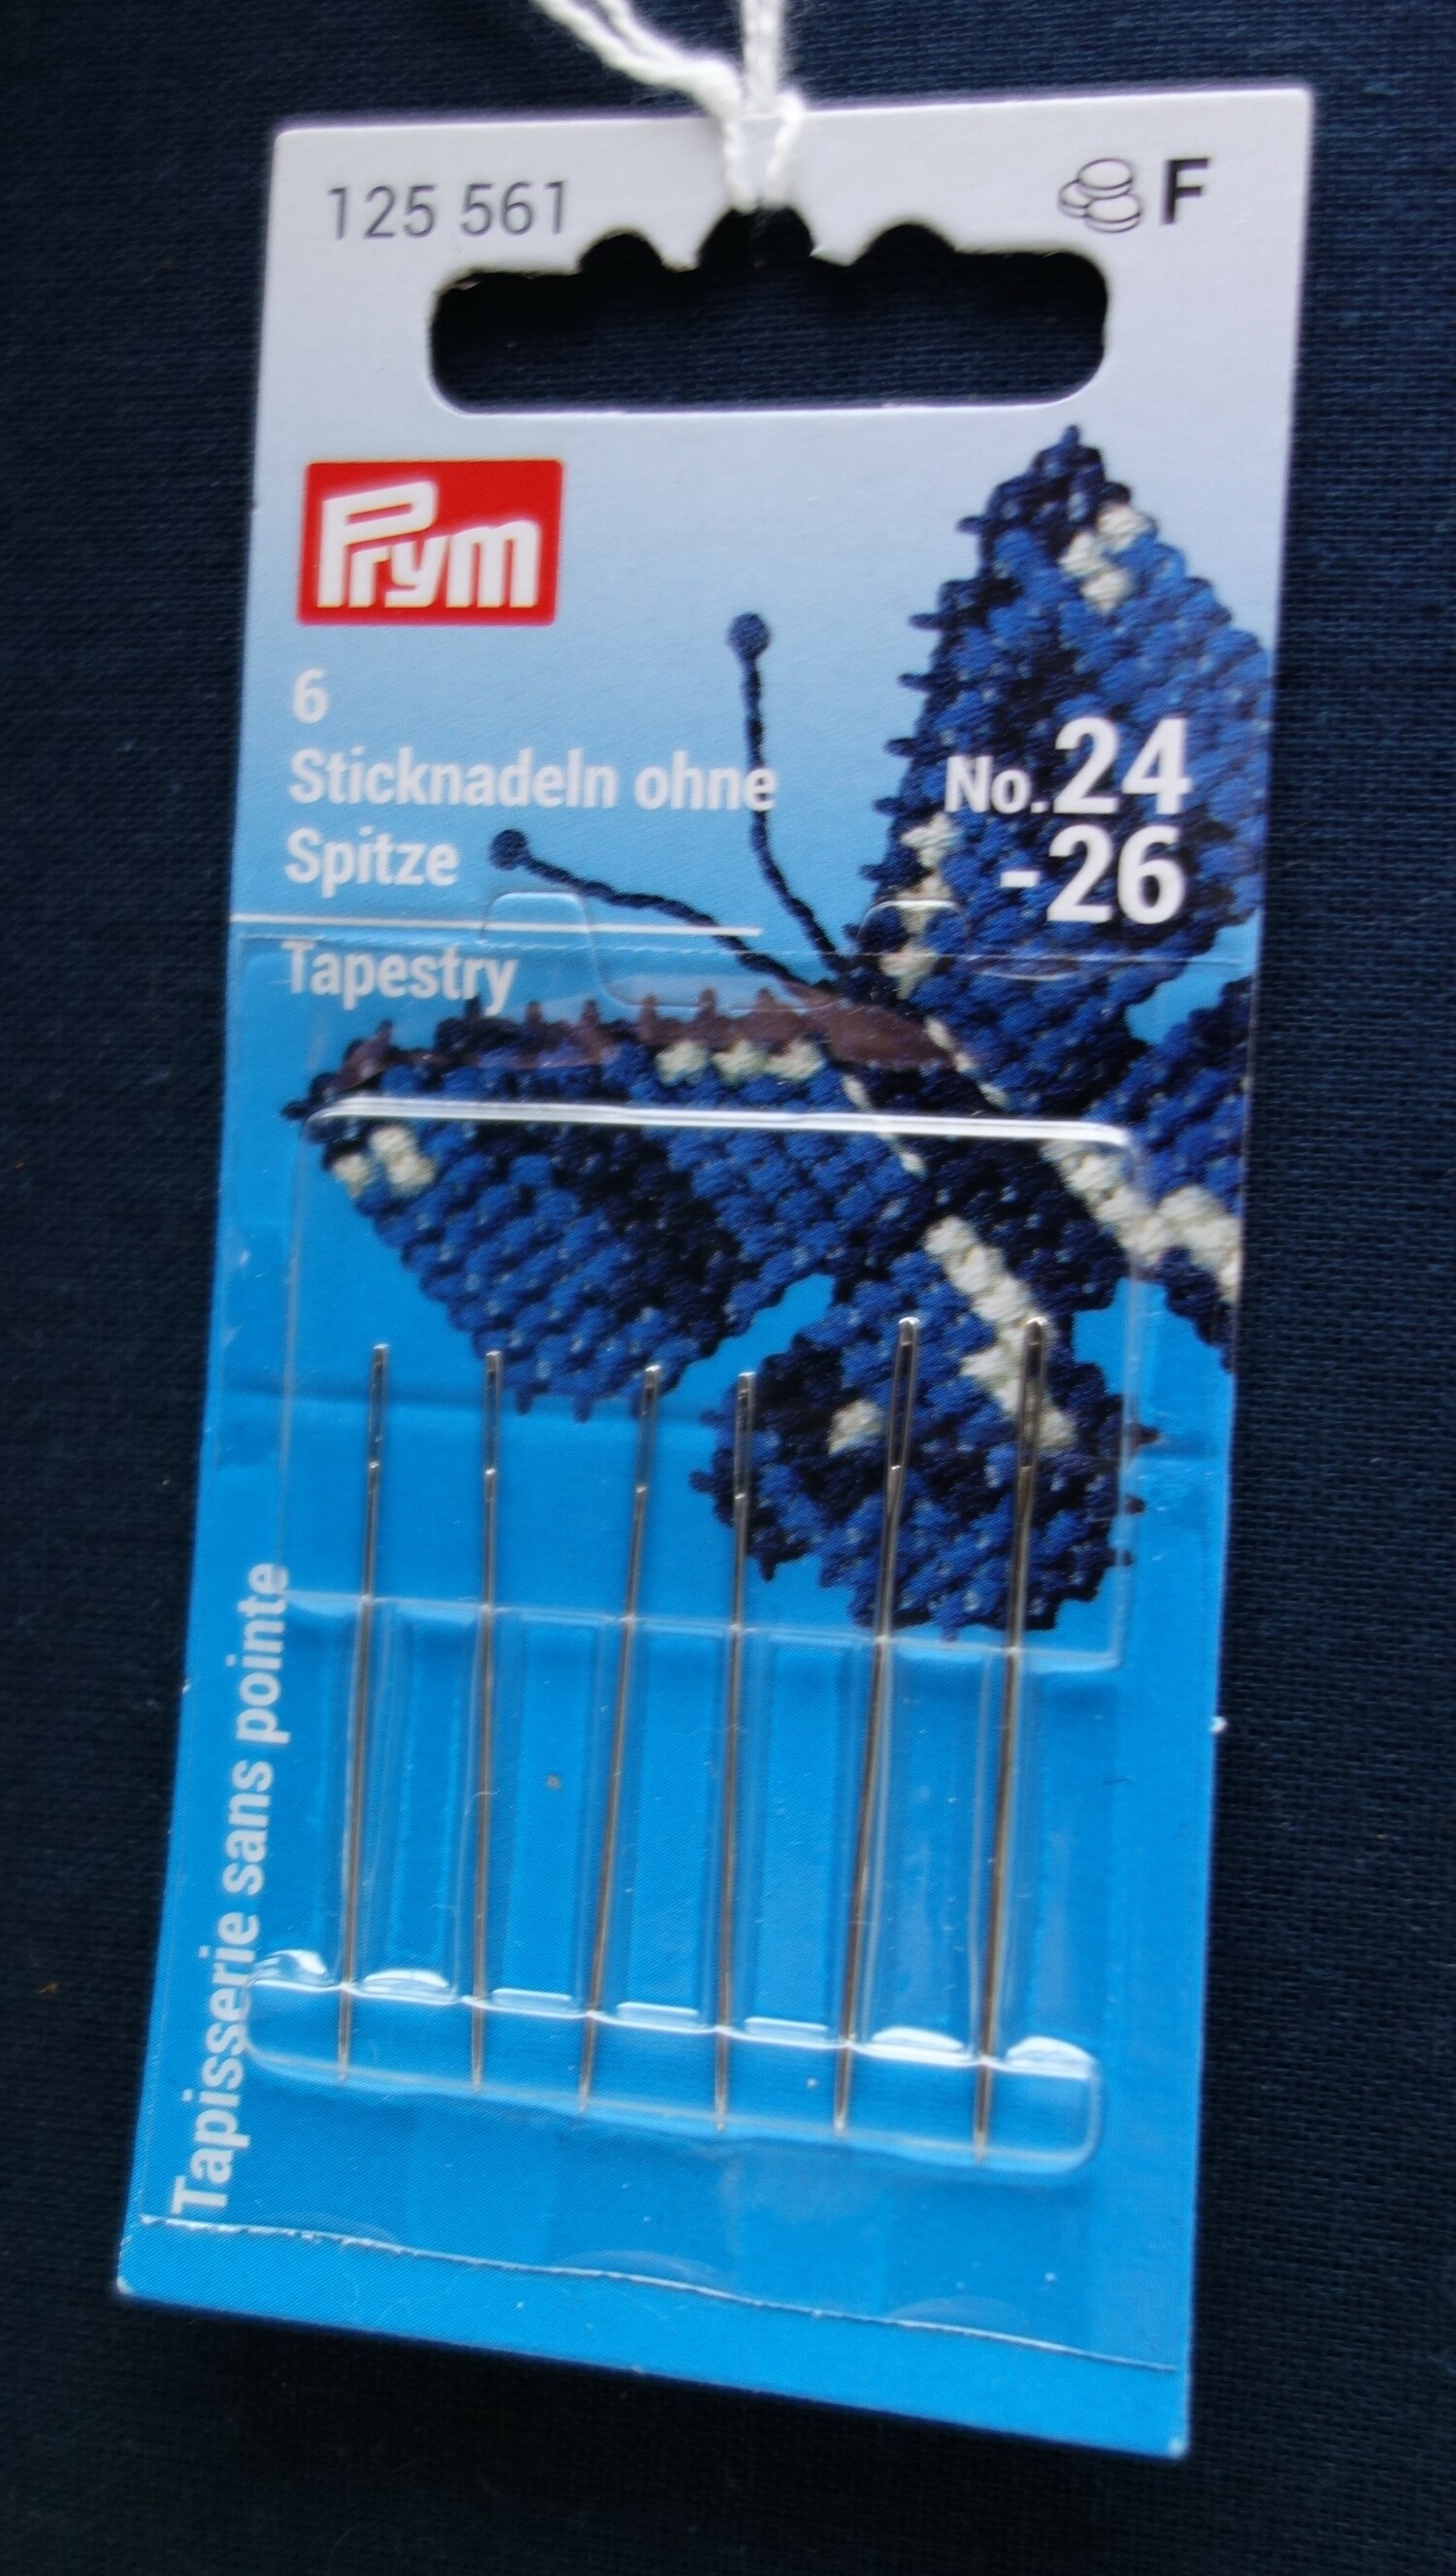 125 561
F
Prym
6
Sticknadeln ohne
Spitze
Tapestry
No.24
-26
Tapisserie sans pointe